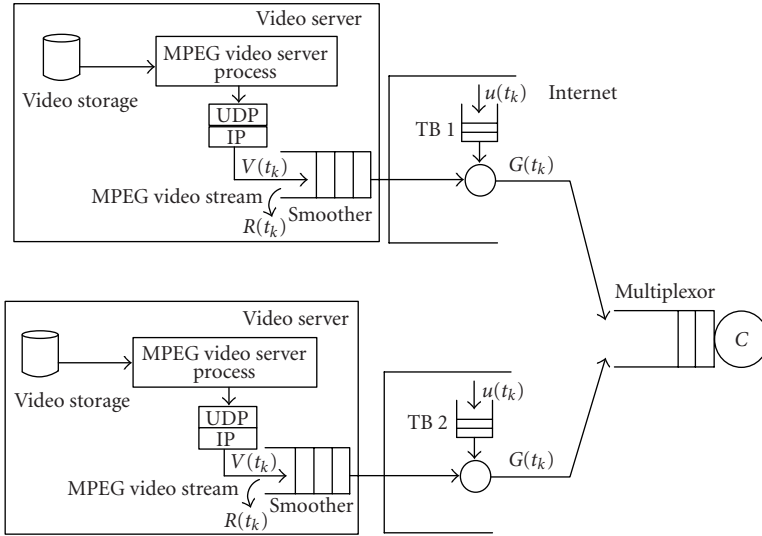 Video server
MPEG video server
process
Video storage
UDP
IP
V(t_k)
MPEG video stream
R(t_k)
Smoother
u(t_k)
Internet
TB 1
G(t_k)
Multiplexor
C
Video server
MPEG video server
process
Video storage
UDP
IP
V(t_k)
MPEG video stream
R(t_k)
Smoother
u(t_k)
TB 2
G(t_k)